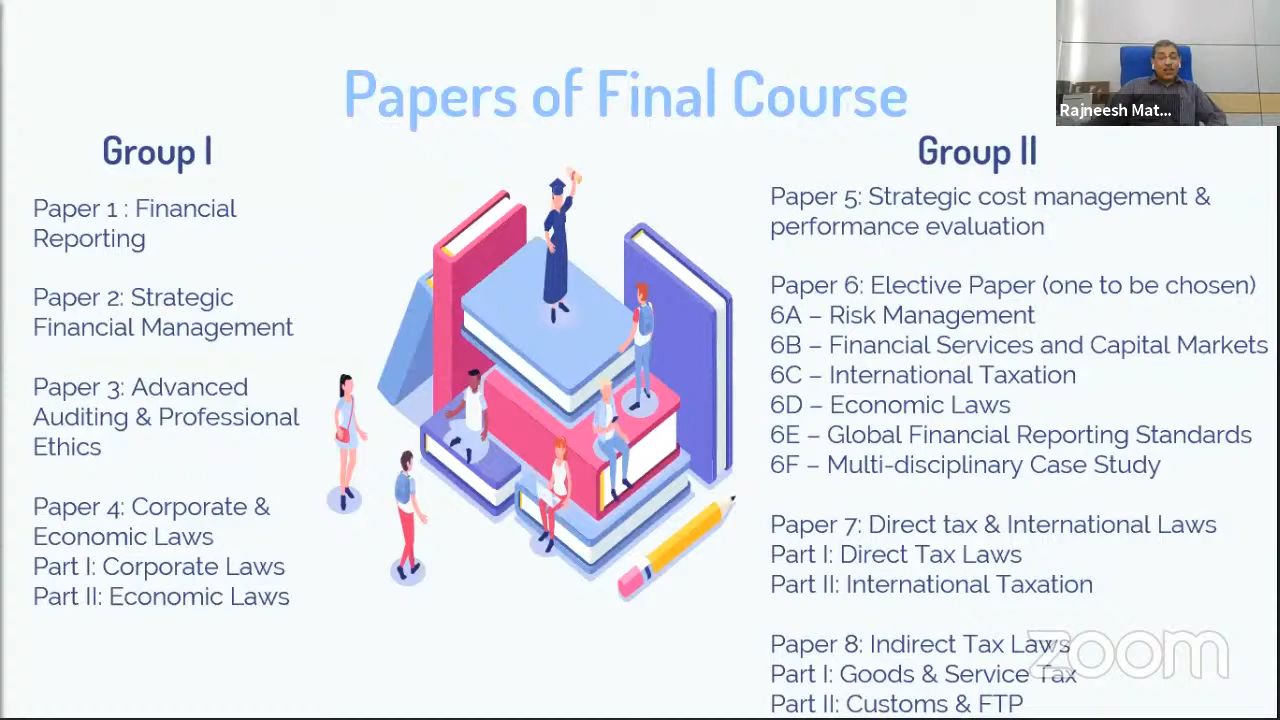 Papers of Final Course
Rajneesh Mat...
Group I
Paper 1 : Financial
Reporting
Paper 2: Strategic
Financial Management
Paper 3: Advanced
Auditing & Professional
Ethics
Paper 4: Corporate &
Economic Laws
Part I: Corporate Laws
Part II: Economic Laws
Group II
Paper 5: Strategic cost management &
performance evaluation
Paper 6: Elective Paper (one to be chosen)
6A – Risk Management
6B – Financial Services and Capital Markets
6C – International Taxation
6D – Economic Laws
6E – Global Financial Reporting Standards
6F – Multi-disciplinary Case Study
Paper 7: Direct tax & International Laws
Part I: Direct Tax Laws
Part II: International Taxation
Paper 8: Indirect Tax Laws
Part I: Goods & Service Tax
Part II: Customs & FTP
zoom